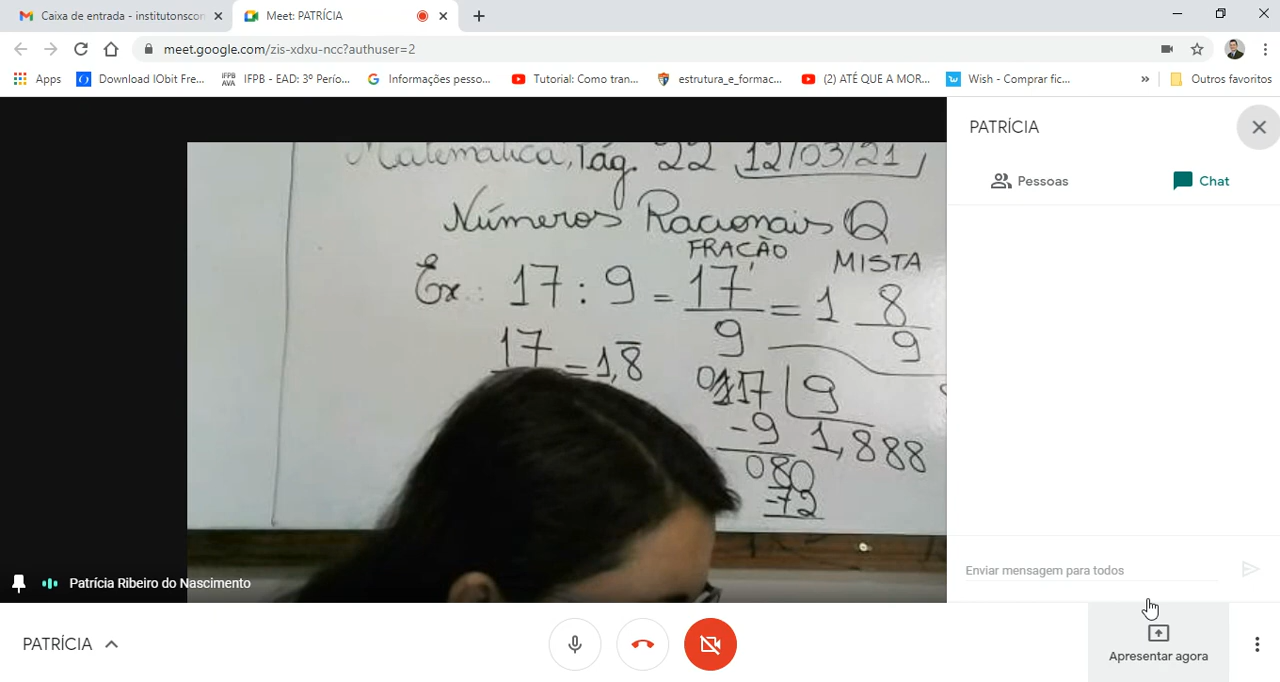 Caixa de entrada - institutonscon
Meet: PATRÍCIA
meet.google.com/zis-xdxu-ncc?authuser=2
Apps
Download IObit Fre...
IFPB AVA
IFPB - EAD: 3º Perío...
Informações pesso...
Tutorial: Como tran...
estrutura_e_formac...
(2) ATÉ QUE A MOR...
Wish - Comprar fic...
»
Outros favoritos
Matemática, Pág. 22 12/03/21
Números Racionais Q
FRAÇÃO
MISTA
Ex.: 17 : 9 = 17/9 = 1 8/9
17 = 1,8̅
17 9
-9 1,888
080
-72
Patrícia Ribeiro do Nascimento
PATRÍCIA
PATRÍCIA
Pessoas
Chat
Enviar mensagem para todos
Apresentar agora